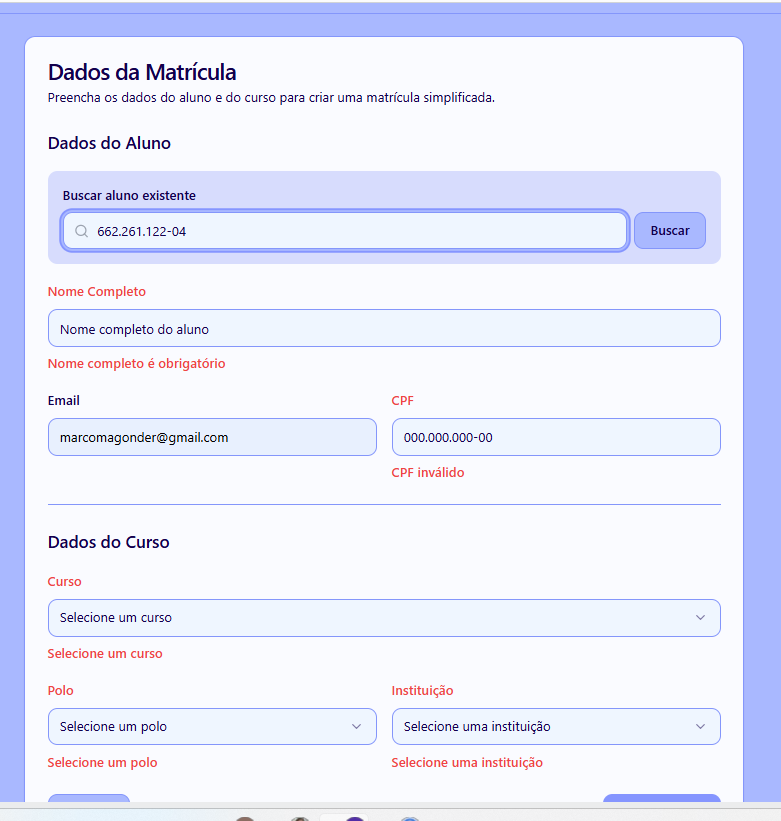 Dados da Matrícula
Preencha os dados do aluno e do curso para criar uma matrícula simplificada.
Dados do Aluno
Buscar aluno existente
662.261.122-04
Buscar
Nome Completo
Nome completo do aluno
Nome completo é obrigatório
Email
CPF
marcomagonder@gmail.com
000.000.000-00
CPF inválido
Dados do Curso
Curso
Selecione um curso
Selecione um curso
Polo
Instituição
Selecione um polo
Selecione uma instituição
Selecione um polo
Selecione uma instituição